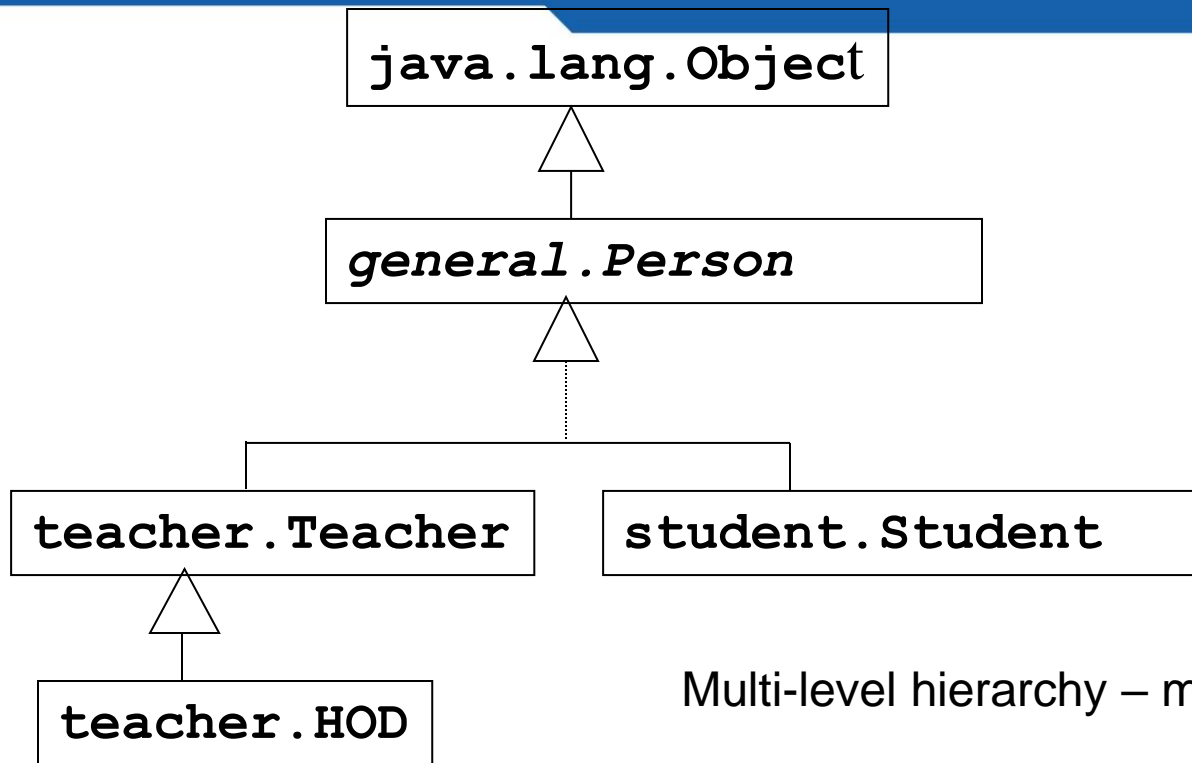 java.lang.Object
general.Person
teacher.Teacher student.Student
Multi-level hierarchy –
teacher.HOD